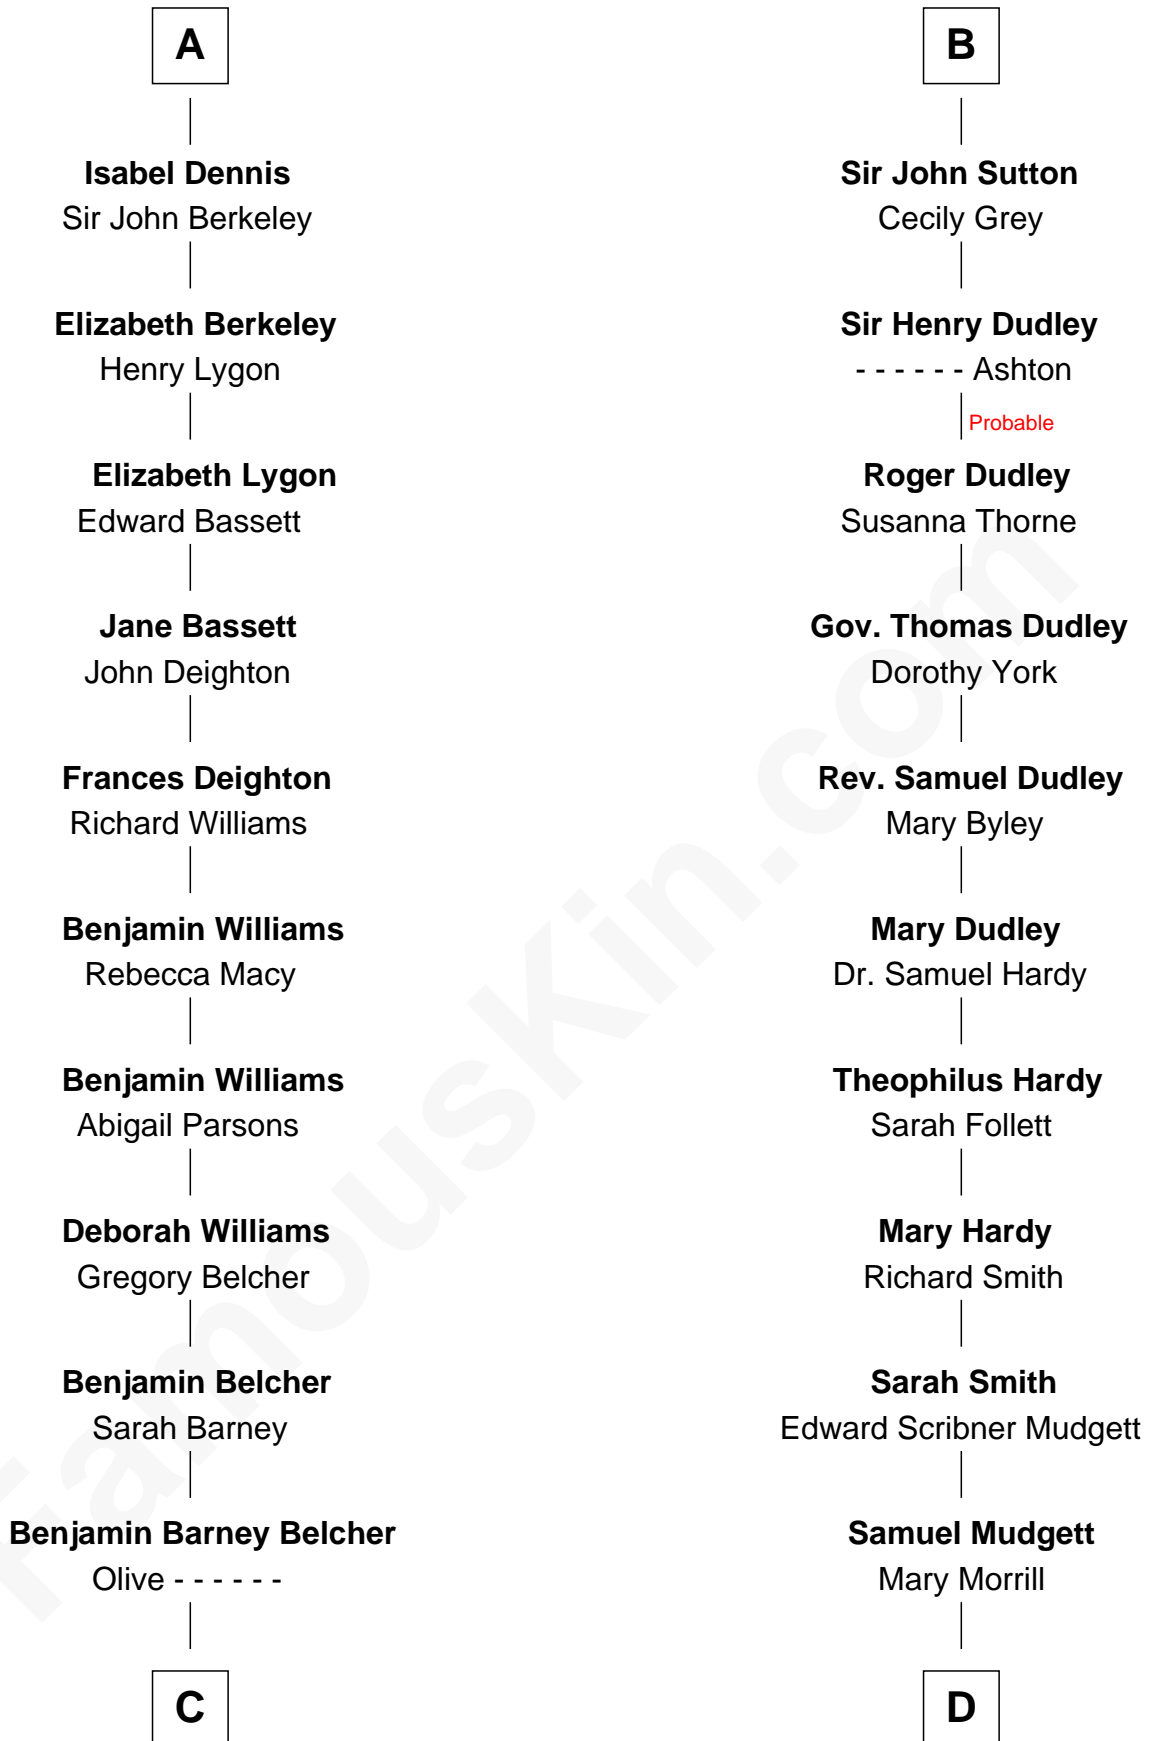 A
Isabel Dennis
Sir John Berkeley
Elizabeth Berkeley
Henry Lygon
Elizabeth Lygon
Edward Bassett
Jane Bassett
John Deighton
Frances Deighton
Richard Williams
Benjamin Williams
Rebecca Macy
Benjamin Williams
Abigail Parsons
Deborah Williams
Gregory Belcher
Benjamin Belcher
Sarah Barney
Benjamin Barney Belcher
Olive - - - - - -
C
B
Sir John Sutton
Cecily Grey
Sir Henry Dudley
- - - - - - Ashton
Probable
Roger Dudley
Susanna Thorne
Gov. Thomas Dudley
Dorothy York
Rev. Samuel Dudley
Mary Byley
Mary Dudley
Dr. Samuel Hardy
Theophilus Hardy
Sarah Follett
Mary Hardy
Richard Smith
Sarah Smith
Edward Scribner Mudgett
Samuel Mudgett
Mary Morrill
D
FamousKin.com